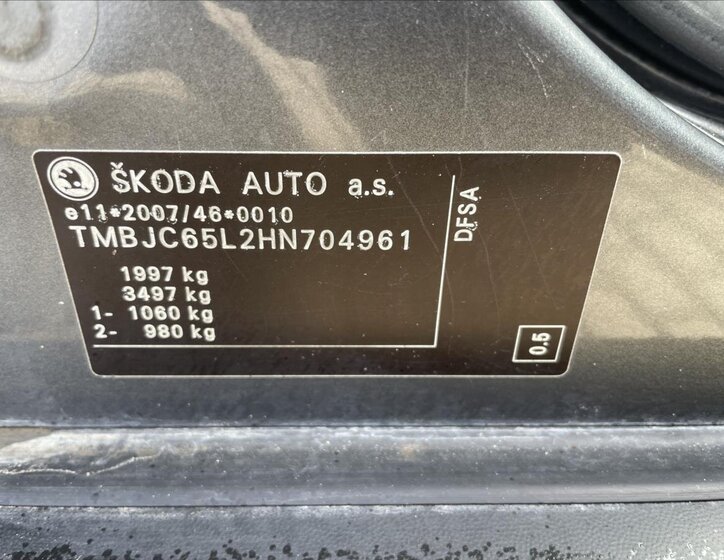 ŠKODA AUTO a.s.
e11*2007/46*0010
TMBJC65L2HN704961
1997 kg
3497 kg
1- 1060 kg
2- 980 kg
DFSA
0.5